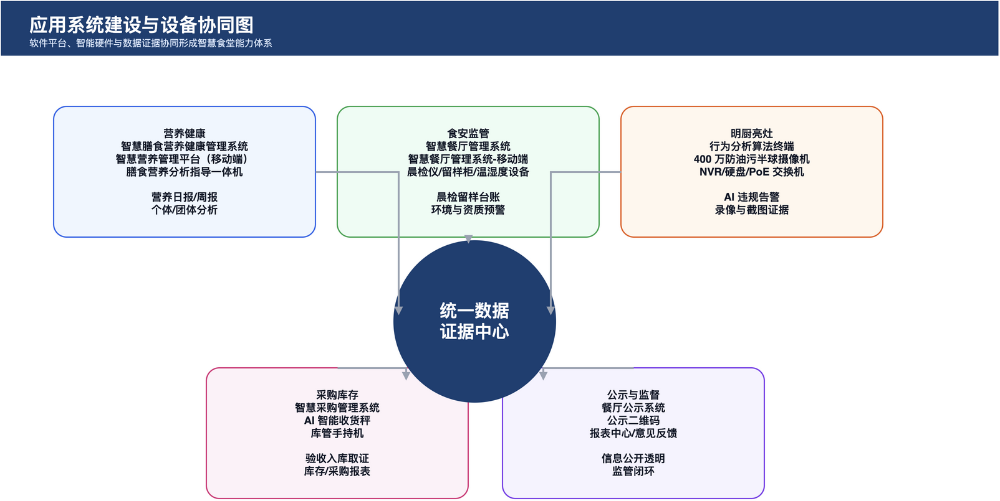 应用系统建设与设备协同图
软件平台、智能硬件与数据证据协同形成智慧食堂能力体系
营养健康
智慧膳食营养健康管理系统
智慧营养管理平台（移动端）
膳食营养分析指导一体机
营养日报/周报
个体/团体分析
食安监管
智慧餐厅管理系统
智慧餐厅管理系统-移动端
晨检仪/留样柜/温湿度设备
晨检留样台账
环境与资质预警
明厨亮灶
行为分析算法终端
400 万防油污半球摄像机
NVR/硬盘/PoE 交换机
AI 违规告警
录像与截图证据
统一数据
证据中心
采购库存
智慧采购管理系统
AI 智能收货秤
库管手持机
验收入库取证
库存/采购报表
公示与监督
餐厅公示系统
公示二维码
报表中心/意见反馈
信息公开透明
监管闭环